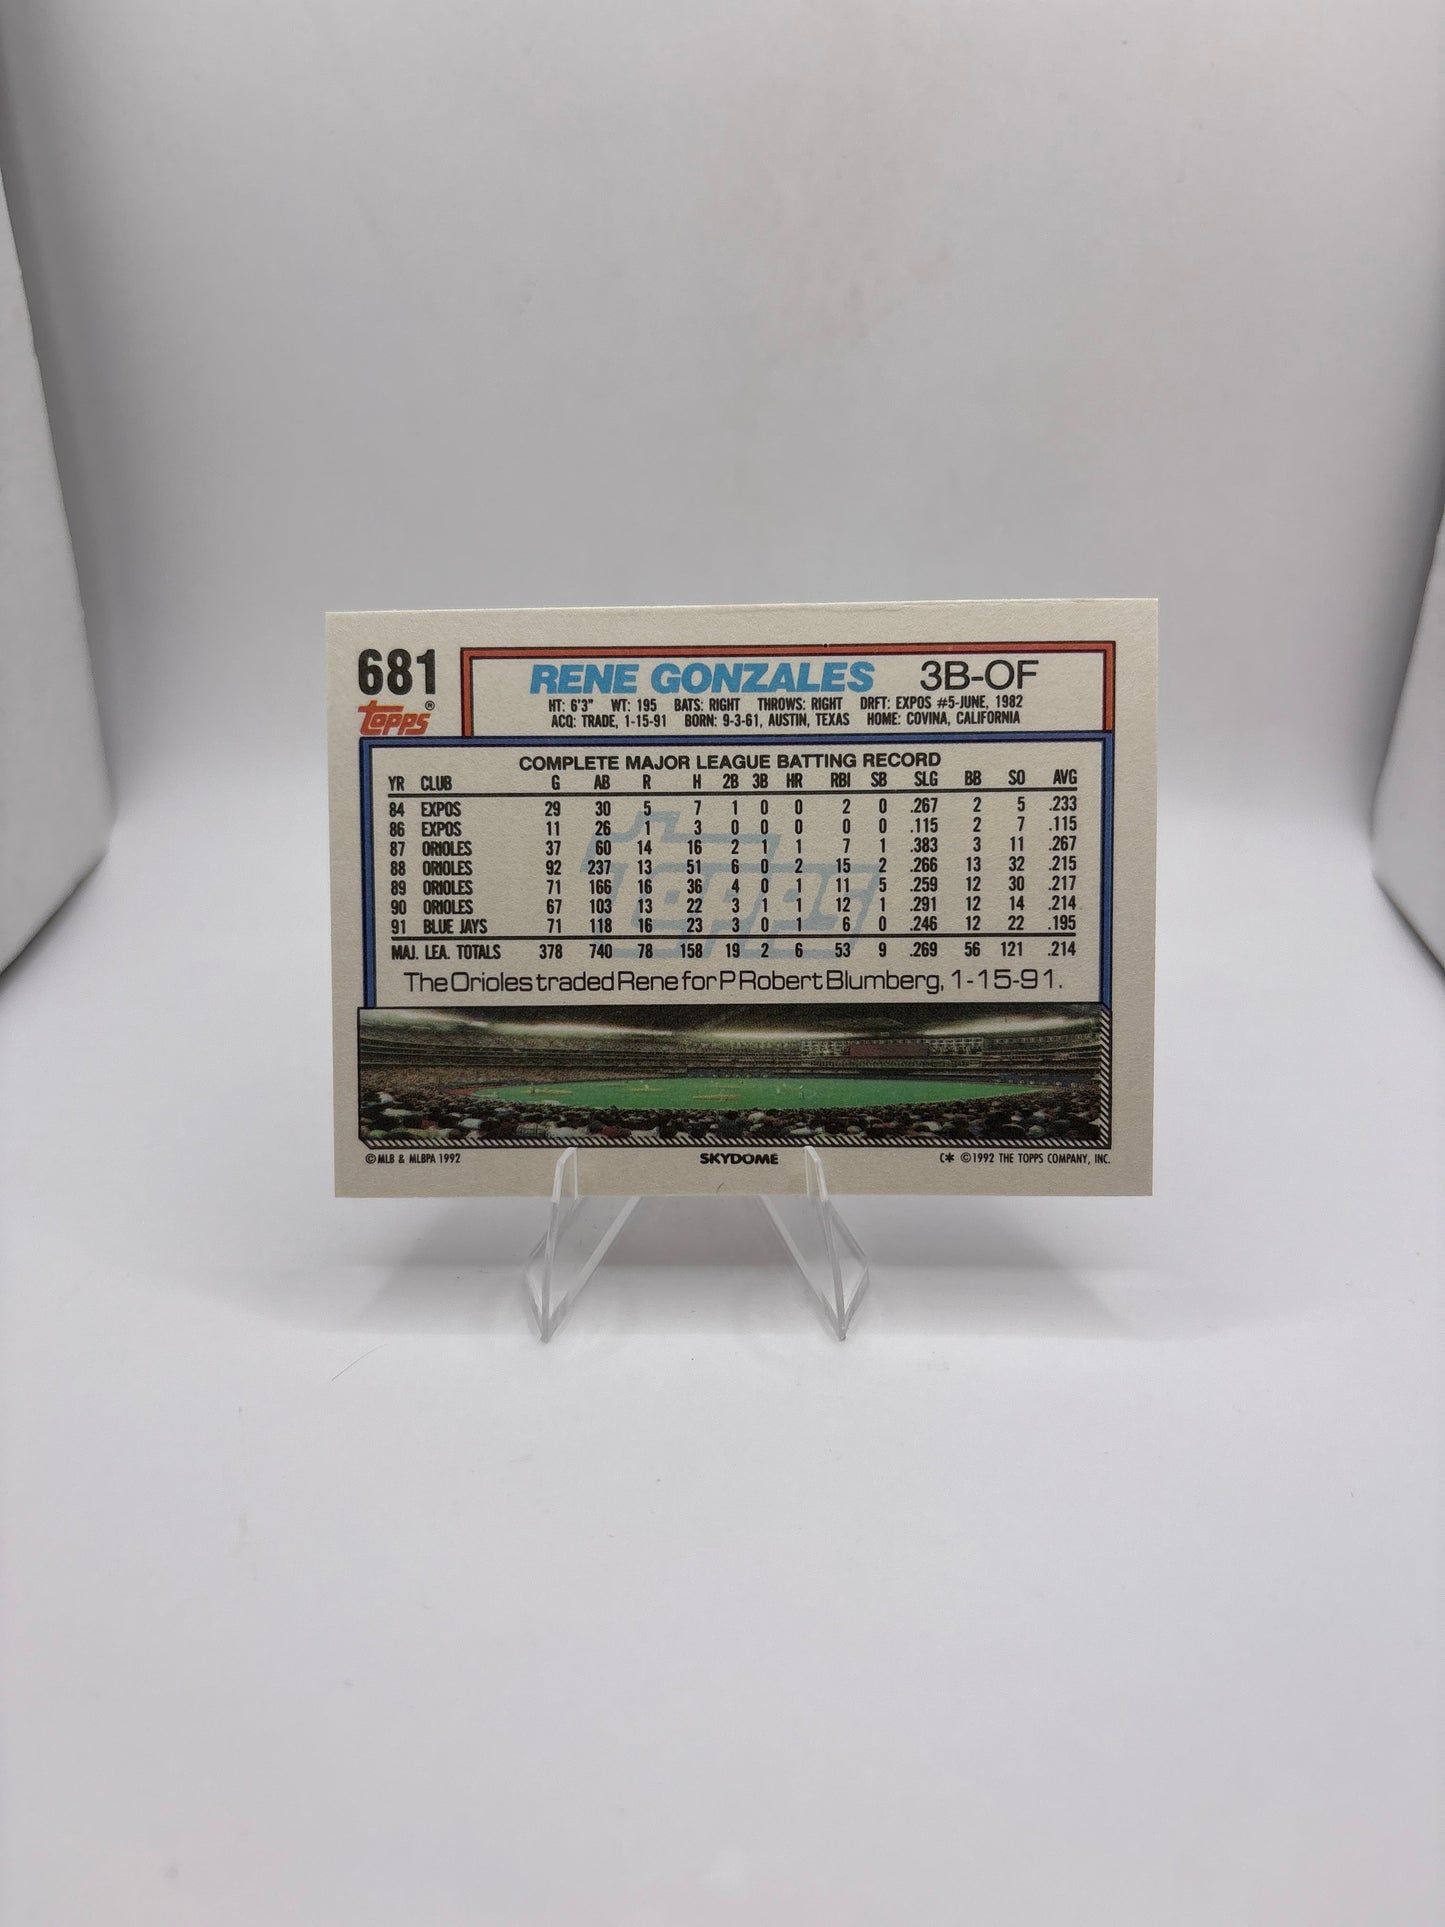 681
topps®
RENE GONZALES 3B-OF
HT: 6'3" WT: 195 BATS: RIGHT THROWS: RIGHT DRFT: EXPOS #5-JUNE, 1982
ACQ: TRADE, 1-15-91 BORN: 9-3-61, AUSTIN, TEXAS HOME: COVINA, CALIFORNIA
COMPLETE MAJOR LEAGUE BATTING RECORD
YR CLUB G AB R H 2B 3B HR RBI SB SLG BB SO AVG
84 EXPOS 29 30 5 7 1 0 0 2 0 .267 2 5 .233
86 EXPOS 11 26 1 3 0 0 0 0 0 .115 2 7 .115
87 ORIOLES 37 60 14 16 2 1 1 7 1 .383 3 11 .267
88 ORIOLES 92 237 13 51 6 0 2 15 2 .266 13 32 .215
89 ORIOLES 71 166 16 36 4 0 1 11 5 .259 12 30 .217
90 ORIOLES 67 103 13 22 3 1 1 12 1 .291 12 14 .214
91 BLUE JAYS 71 118 16 23 3 0 1 6 0 .246 12 22 .195
MAJ. LEA. TOTALS 378 740 78 158 19 2 6 53 9 .269 56 121 .214
topps
The Orioles traded Rene for P Robert Blumberg, 1-15-91.
© MLB & MLBPA 1992 SKYDOME C* © 1992 THE TOPPS COMPANY, INC.